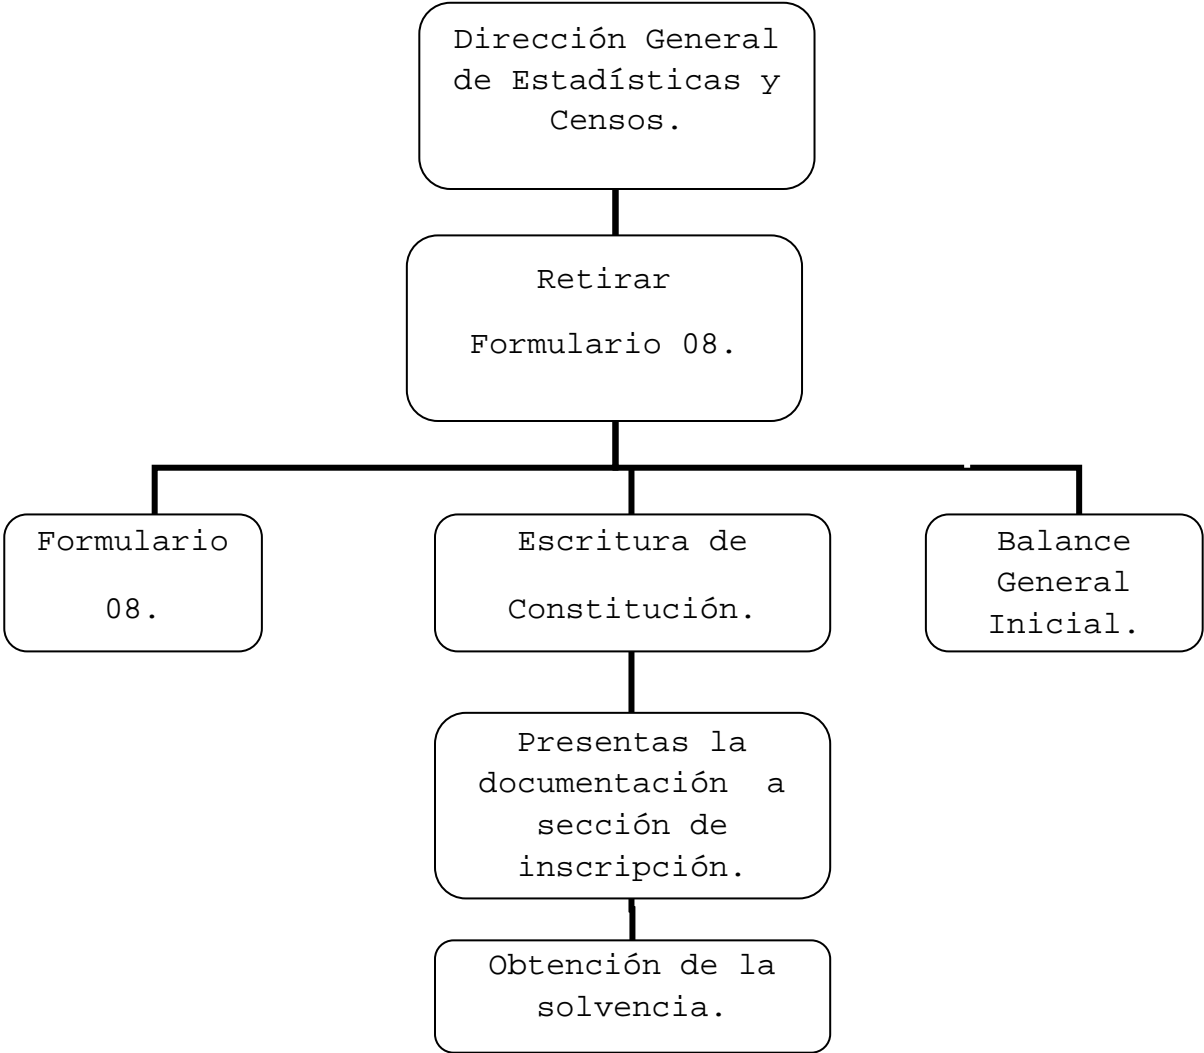 Dirección General
de Estadísticas y
Censos.
Retirar
Formulario 08.
Formulario
08.
Escritura de
Constitución.
Balance
General
Inicial.
Presentas la
documentación  a
sección de
inscripción.
Obtención de la
solvencia.